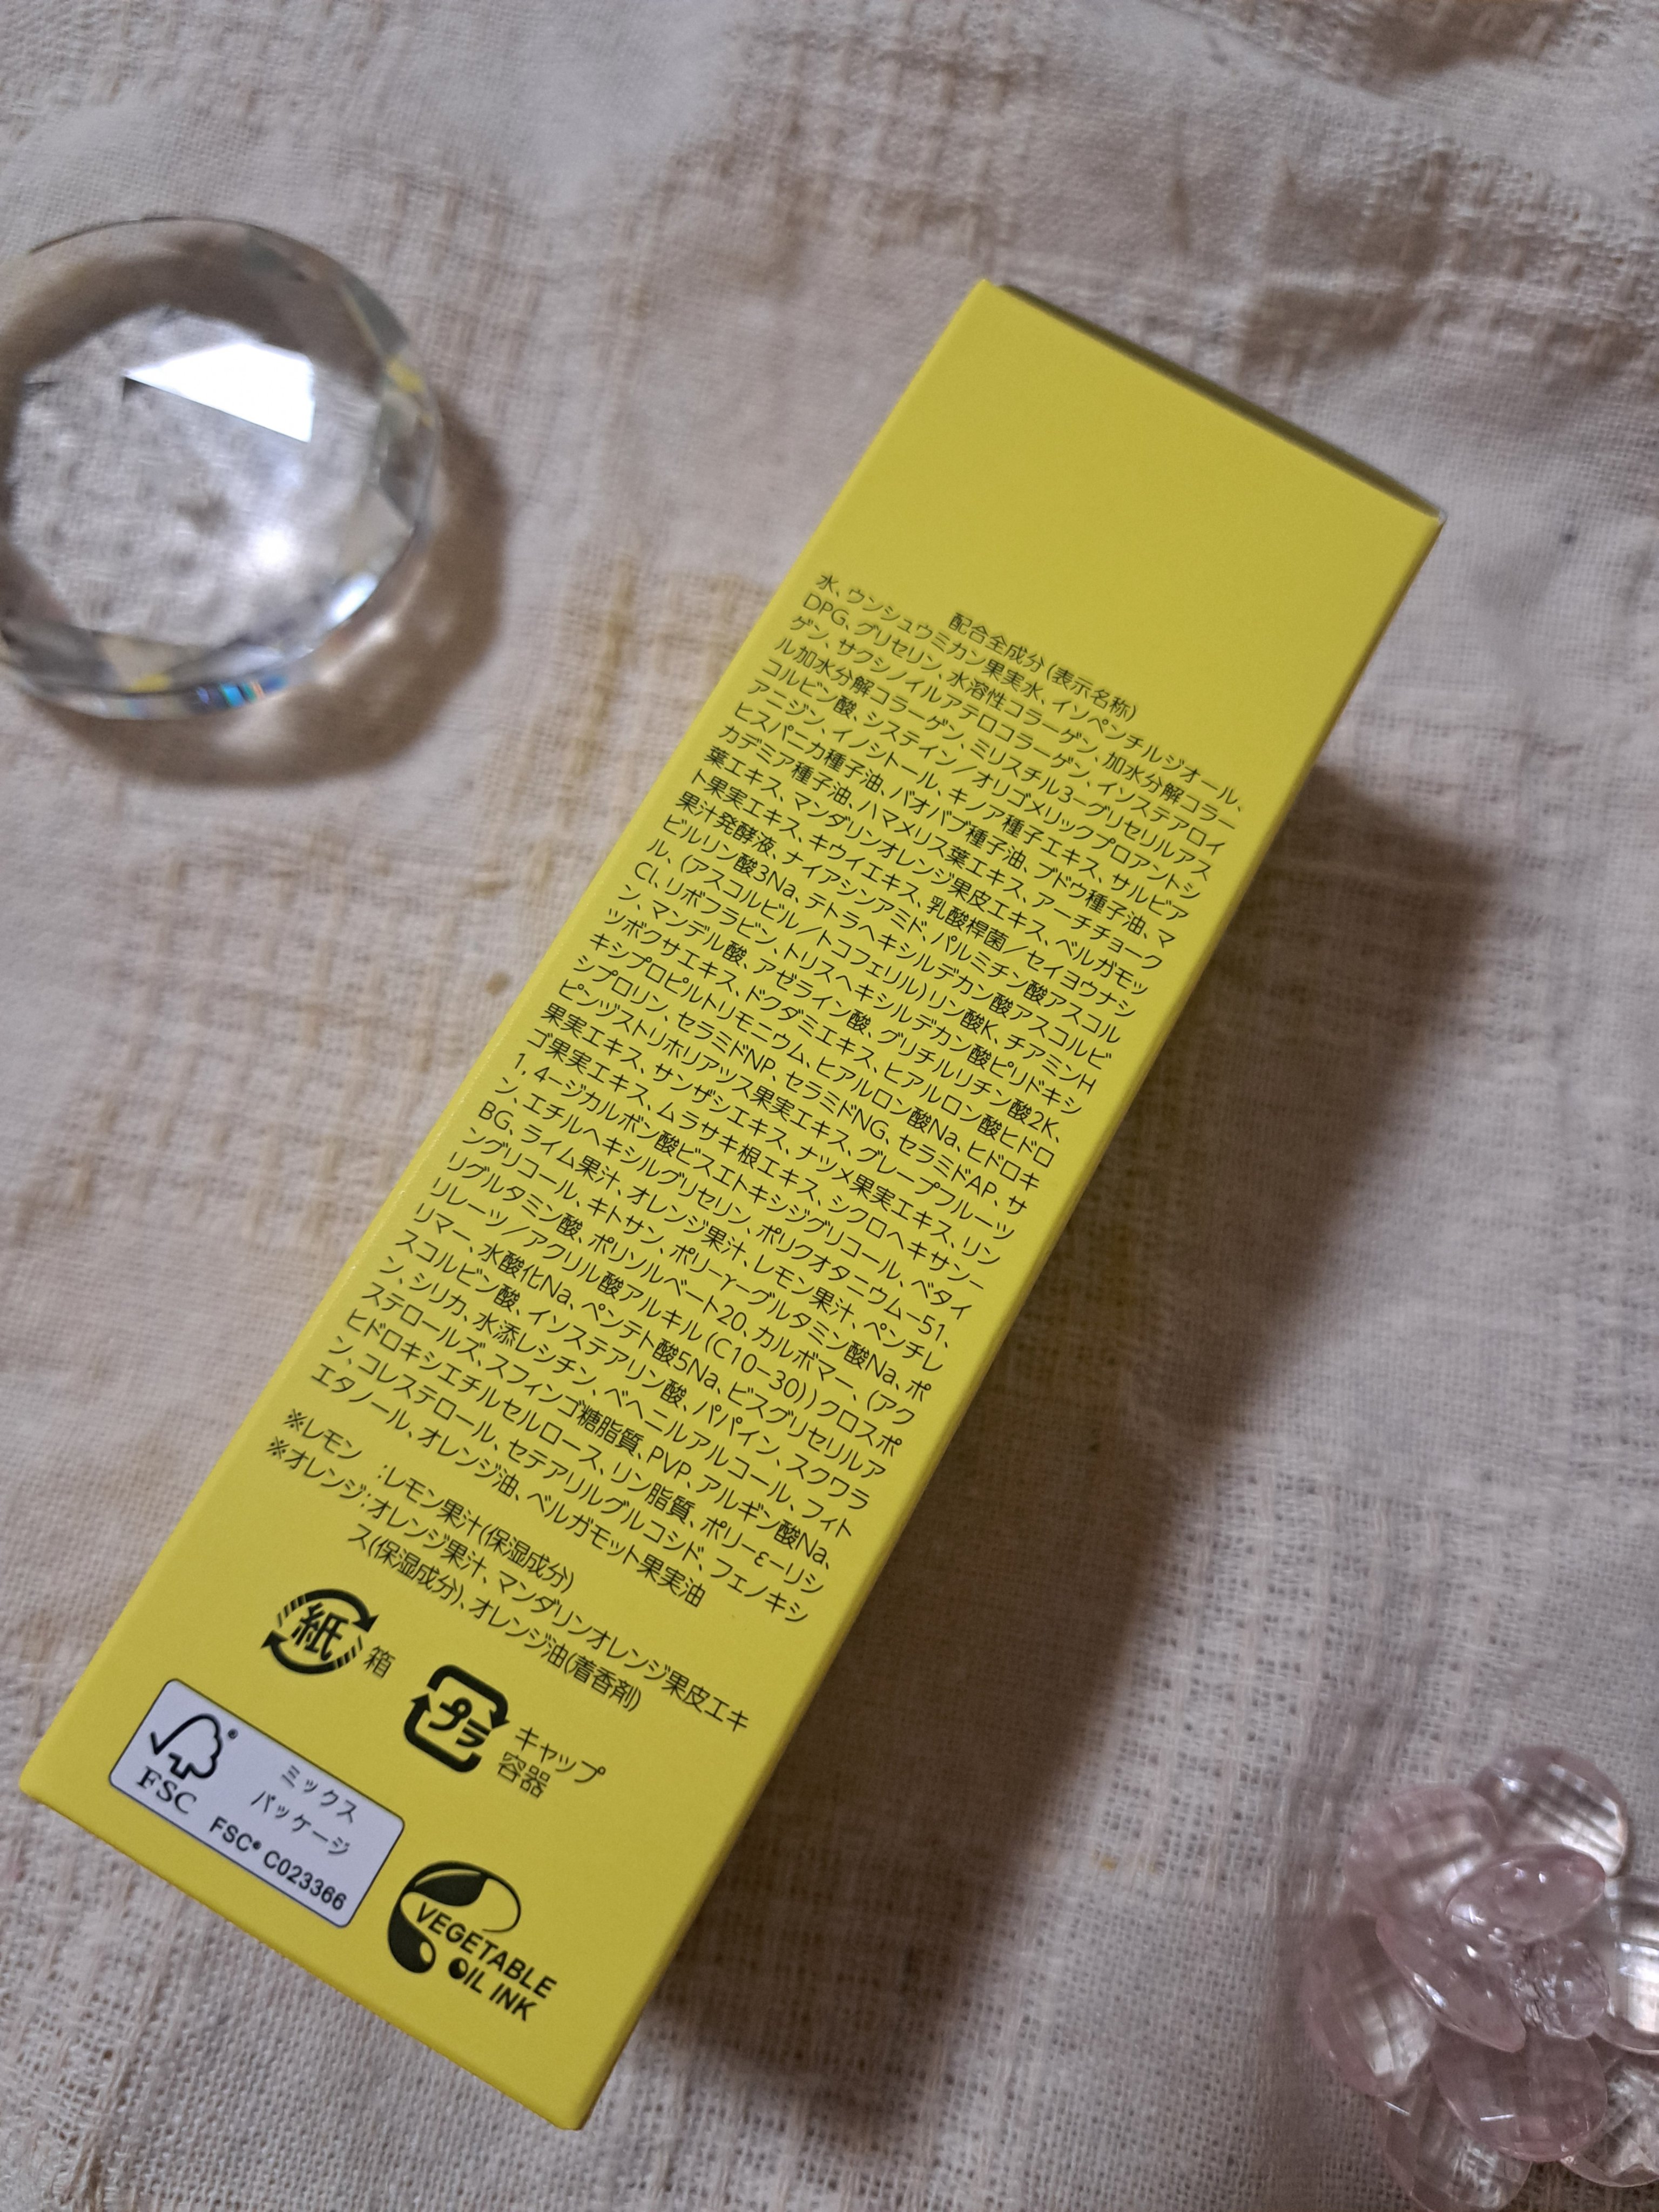 配合全成分(表示名称)
水、ウンシュウミカン果実水、イソペンチルジオール、
DPG、グリセリン、水溶性コラーゲン、加水分解コラー
ゲン、サクシノイルアテロコラーゲン、イソステアロイ
ル加水分解コラーゲン、ミリスチル3-グリセリルアス
コルビン酸、システイン/オリゴメリックプロアントシ
アニジン、イノシトール、キノア種子エキス、サルビア
ヒスパニカ種子油、バオバブ種子油、ブドウ種子油、マ
カデミア種子油、ハマメリス葉エキス、アーチチョーク
葉エキス、マンダリンオレンジ果皮エキス、ベルガモッ
ト果実エキス、キウイエキス、乳酸桿菌/セイヨウナシ
果汁発酵液、ナイアシンアミド、パルミチン酸アスコル
ビルリン酸3Na、テトラヘキシルデカン酸アスコルビ
ル、(アスコルビル/トコフェリル)リン酸K、チアミンH
Cl、リボフラビン、トリスヘキシルデカン酸ピリドキシ
ン、マンデル酸、アゼライン酸、グリチルリチン酸2K、
ツボクサエキス、ドクダミエキス、ヒアルロン酸ヒドロ
キシプロピルトリモニウム、ヒアルロン酸Na、ヒドロキ
シプロリン、セラミドNP、セラミドNG、セラミドAP、サ
ピンヅストリホリアツス果実エキス、グレープフルーツ
果実エキス、サンザシエキス、ナツメ果実エキス、リン
ゴ果実エキス、ムラサキ根エキス、シクロヘキサン-
1,4-ジカルボン酸ビスエトキシジグリコール、ベタイ
ン、エチルヘキシルグリセリン、ポリクオタニウム-51、
BG、ライム果汁、オレンジ果汁、レモン果汁、ペンチレ
ングリコール、キトサン、ポリ-γ-グルタミン酸Na、ポ
リグルタミン酸、ポリソルベート20、カルボマー、(アク
リレーツ/アクリル酸アルキル(C10-30))クロスポ
リマー、水酸化Na、ペンテト酸5Na、ビスグリセリルア
スコルビン酸、イソステアリン酸、パパイン、スクワラ
ン、シリカ、水添レシチン、ベヘニルアルコール、フィト
ステロールズ、スフィンゴ糖脂質、PVP、アルギン酸Na、
ヒドロキシエチルセルロース、リン脂質、ポリ-ε-リシ
ン、コレステロール、セテアリルグルコシド、フェノキシ
エタノール、オレンジ油、ベルガモット果実油
※レモン :レモン果汁(保湿成分)
※オレンジ:オレンジ果汁、マンダリンオレンジ果皮エキ
ス(保湿成分)、オレンジ油(着香剤)
紙 箱
プラ キャップ
容器
FSC® ミックス
パッケージ
FSC® C023366
VEGETABLE
OIL INK